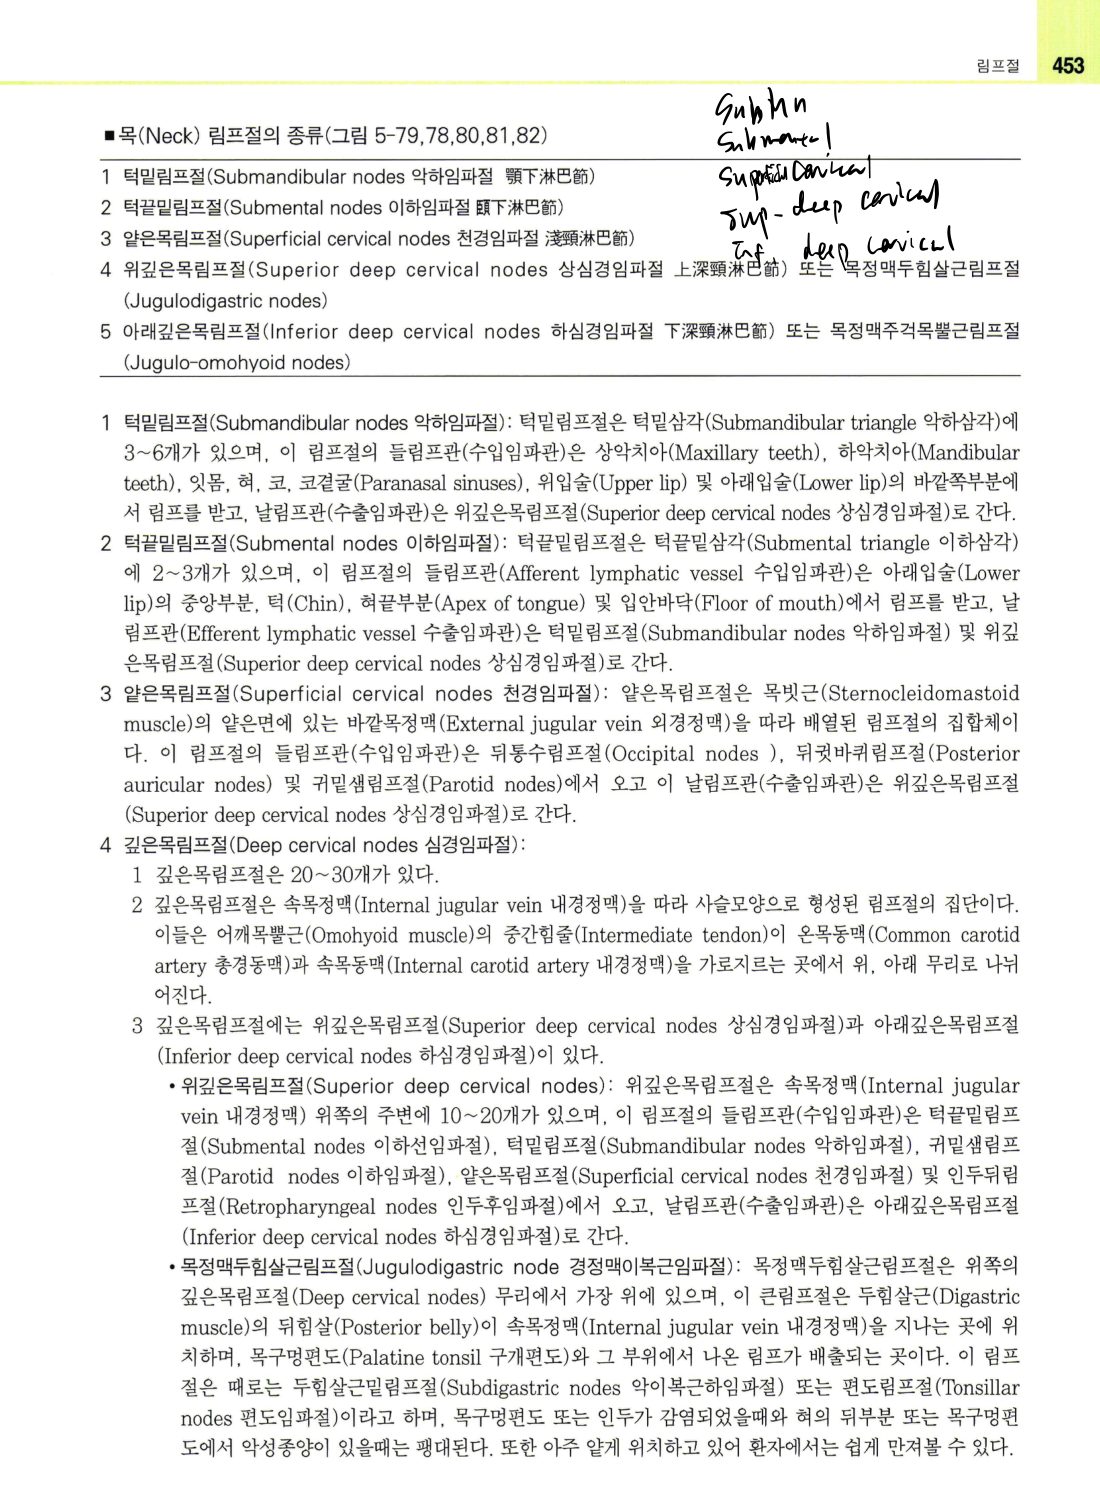 림프절 453
■ 목(Neck) 림프절의 종류(그림 5-79,78,80,81,82)
Submental
Superficial cervical
Sup - deep cervical
Inf. deep cervical
1 턱밑림프절(Submandibular nodes 악하임파절 顎下淋巴節)
2 턱끝밑림프절(Submental nodes 이하임파절 頤下淋巴節)
3 얕은목림프절(Superficial cervical nodes 천경임파절 淺頸淋巴節)
4 위깊은목림프절(Superior deep cervical nodes 상심경임파절 上深頸淋巴節) 또는 목정맥두힘살근림프절
(Jugulodigastric nodes)
5 아래깊은목림프절(Inferior deep cervical nodes 하심경임파절 下深頸淋巴節) 또는 목정맥주걱목뿔근림프절
(Jugulo-omohyoid nodes)
1 턱밑림프절(Submandibular nodes 악하임파절): 턱밑림프절은 턱밑삼각(Submandibular triangle 악하삼각)에
3~6개가 있으며, 이 림프절의 들림프관(수입임파관)은 상악치아(Maxillary teeth), 하악치아(Mandibular
teeth), 잇몸, 혀, 코, 코곁굴(Paranasal sinuses), 위입술(Upper lip) 및 아래입술(Lower lip)의 바깥쪽부분에
서 림프를 받고, 날림프관(수출임파관)은 위깊은목림프절(Superior deep cervical nodes 상심경임파절)로 간다.
2 턱끝밑림프절(Submental nodes 이하임파절): 턱끝밑림프절은 턱끝밑삼각(Submental triangle 이하삼각)
에 2~3개가 있으며, 이 림프절의 들림프관(Afferent lymphatic vessel 수입임파관)은 아래입술(Lower
lip)의 중앙부분, 턱(Chin), 혀끝부분(Apex of tongue) 및 입안바닥(Floor of mouth)에서 림프를 받고, 날
림프관(Efferent lymphatic vessel 수출임파관)은 턱밑림프절(Submandibular nodes 악하임파절) 및 위깊
은목림프절(Superior deep cervical nodes 상심경임파절)로 간다.
3 얕은목림프절(Superficial cervical nodes 천경임파절): 얕은목림프절은 목빗근(Sternocleidomastoid
muscle)의 얕은면에 있는 바깥목정맥(External jugular vein 외경정맥)을 따라 배열된 림프절의 집합체이
다. 이 림프절의 들림프관(수입임파관)은 뒤통수림프절(Occipital nodes ), 뒤귓바퀴림프절(Posterior
auricular nodes) 및 귀밑샘림프절(Parotid nodes)에서 오고 이 날림프관(수출임파관)은 위깊은목림프절
(Superior deep cervical nodes 상심경임파절)로 간다.
4 깊은목림프절(Deep cervical nodes 심경임파절):
1 깊은목림프절은 20~30개가 있다.
2 깊은목림프절은 속목정맥(Internal jugular vein 내경정맥)을 따라 사슬모양으로 형성된 림프절의 집단이다.
이들은 어깨목뿔근(Omohyoid muscle)의 중간힘줄(Intermediate tendon)이 온목동맥(Common carotid
artery 총경동맥)과 속목동맥(Internal carotid artery 내경정맥)을 가로지르는 곳에서 위, 아래 무리로 나뉘
어진다.
3 깊은목림프절에는 위깊은목림프절(Superior deep cervical nodes 상심경임파절)과 아래깊은목림프절
(Inferior deep cervical nodes 하심경임파절)이 있다.
• 위깊은목림프절(Superior deep cervical nodes): 위깊은목림프절은 속목정맥(Internal jugular
vein 내경정맥) 위쪽의 주변에 10~20개가 있으며, 이 림프절의 들림프관(수입임파관)은 턱끝밑림프
절(Submental nodes 이하선임파절), 턱밑림프절(Submandibular nodes 악하임파절), 귀밑샘림프
절(Parotid nodes 이하임파절), 얕은목림프절(Superficial cervical nodes 천경임파절) 및 인두뒤림
프절(Retropharyngeal nodes 인두후임파절)에서 오고, 날림프관(수출임파관)은 아래깊은목림프절
(Inferior deep cervical nodes 하심경임파절)로 간다.
• 목정맥두힘살근림프절(Jugulodigastric node 경정맥이복근임파절): 목정맥두힘살근림프절은 위쪽의
깊은목림프절(Deep cervical nodes) 무리에서 가장 위에 있으며, 이 큰림프절은 두힘살근(Digastric
muscle)의 뒤힘살(Posterior belly)이 속목정맥(Internal jugular vein 내경정맥)을 지나는 곳에 위
치하며, 목구멍편도(Palatine tonsil 구개편도)와 그 부위에서 나온 림프가 배출되는 곳이다. 이 림프
절은 때로는 두힘살근밑림프절(Subdigastric nodes 악이복근하임파절) 또는 편도림프절(Tonsillar
nodes 편도임파절)이라고 하며, 목구멍편도 또는 인두가 감염되었을때와 혀의 뒤부분 또는 목구멍편
도에서 악성종양이 있을때는 팽대된다. 또한 아주 얕게 위치하고 있어 환자에서는 쉽게 만져볼 수 있다.